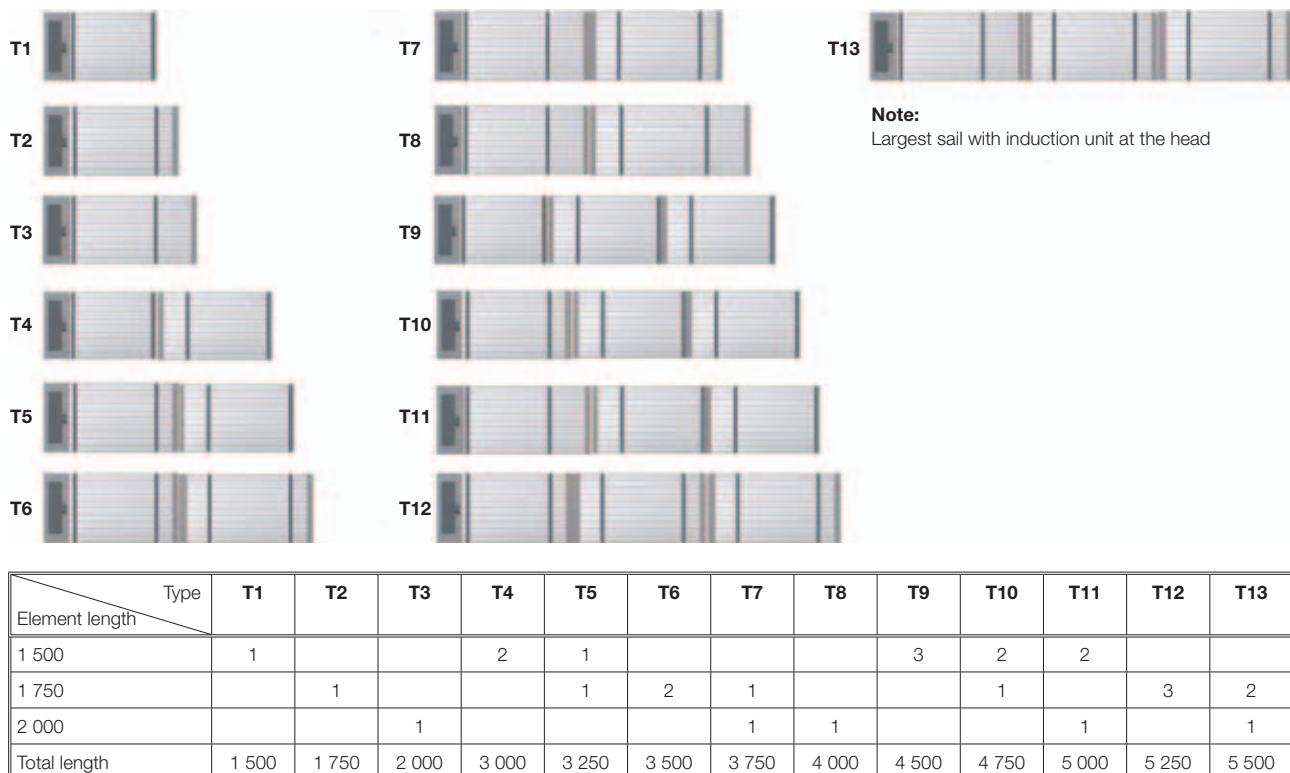 T1
T2
T3
T4
T5
T6
T7
T8
T9
T10
T11
T12
T13
Note:
Largest sail with induction unit at the head
Type T1 T2 T3 T4 T5 T6 T7 T8 T9 T10 T11 T12 T13
Element length
1 500 1 2 1 3 2 2
1 750 1 1 2 1 1 3 2
2 000 1 1 1 1 1
Total length 1 500 1 750 2 000 3 000 3 250 3 500 3 750 4 000 4 500 4 750 5 000 5 250 5 500